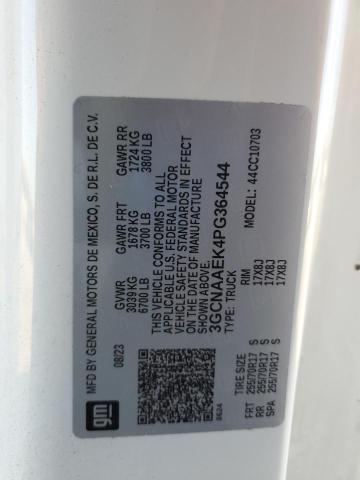 gm
MFD BY GENERAL MOTORS DE MEXICO, S. DE R.L. DE C.V.
08/23 GVWR GAWR FRT GAWR RR
3039 KG 1678 KG 1724 KG
6700 LB 3700 LB 3800 LB
THIS VEHICLE CONFORMS TO ALL
APPLICABLE U.S. FEDERAL MOTOR
VEHICLE SAFETY STANDARDS IN EFFECT
ON THE DATE OF MANUFACTURE
SHOWN ABOVE.
3GCNAAEK4PG364544
TYPE: TRUCK MODEL: 44CC10703
8624
TIRE SIZE RIM
FRT 255/70R17 S 17X8J
RR 255/70R17 S 17X8J
SPA 255/70R17 S 17X8J